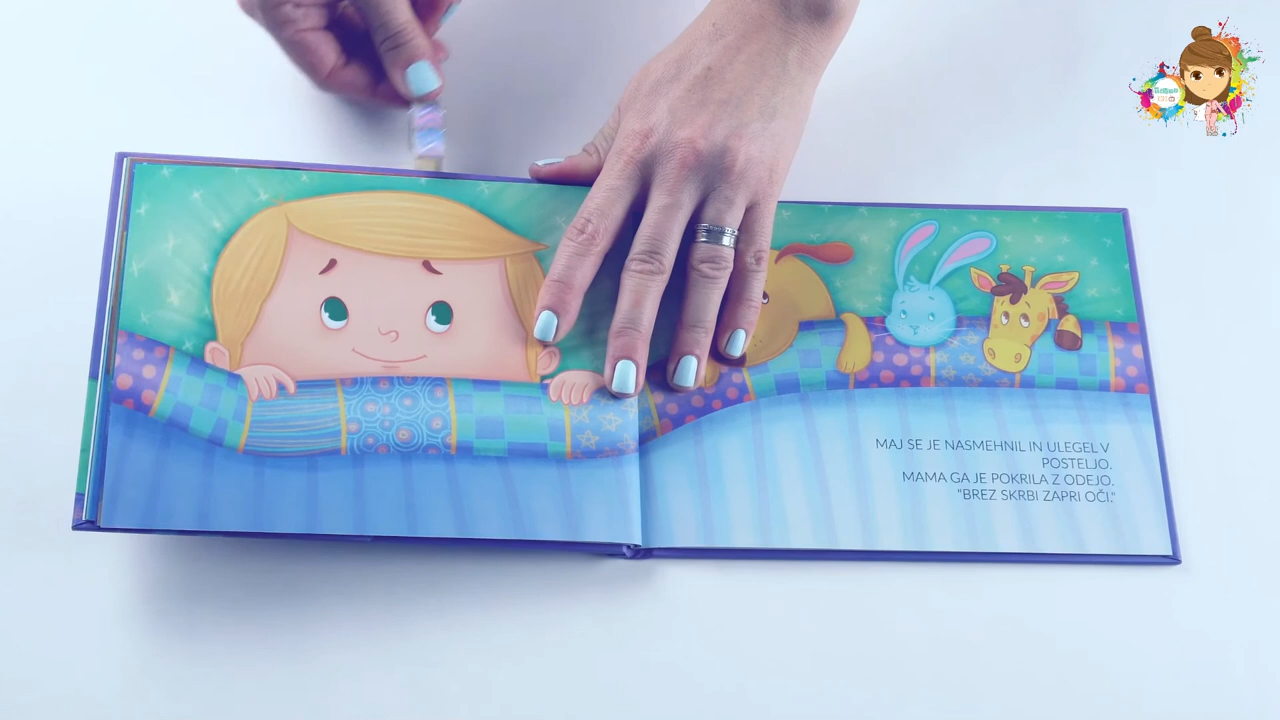 MAJ SE JE NASMEHNIL IN ULEGEL V
POSTELJO.
MAMA GA JE POKRILA Z ODEJO.
"BREZ SKRBI ZAPRI OČI."